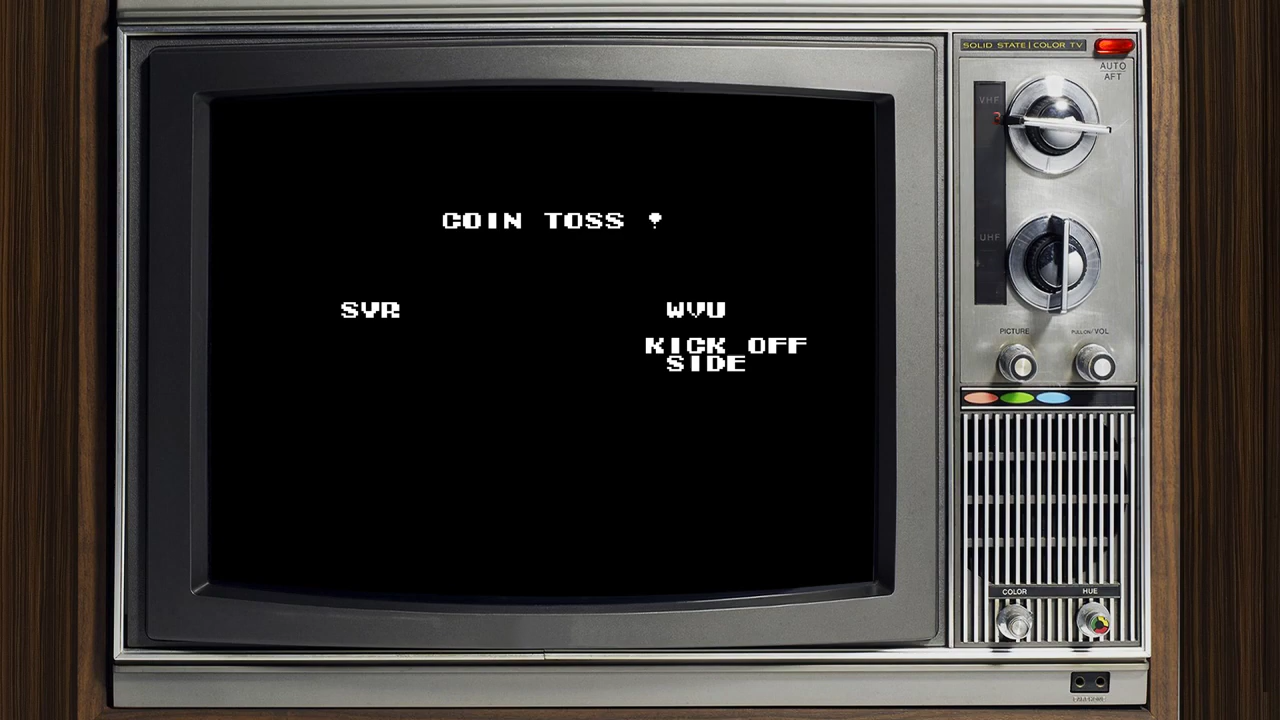 SOLID STATE | COLOR TV
AUTO
AFT
VHF
COIN TOSS !
UHF
SVR WVU
PICTURE
PULL ON/VOL
KICK OFF
SIDE
COLOR HUE